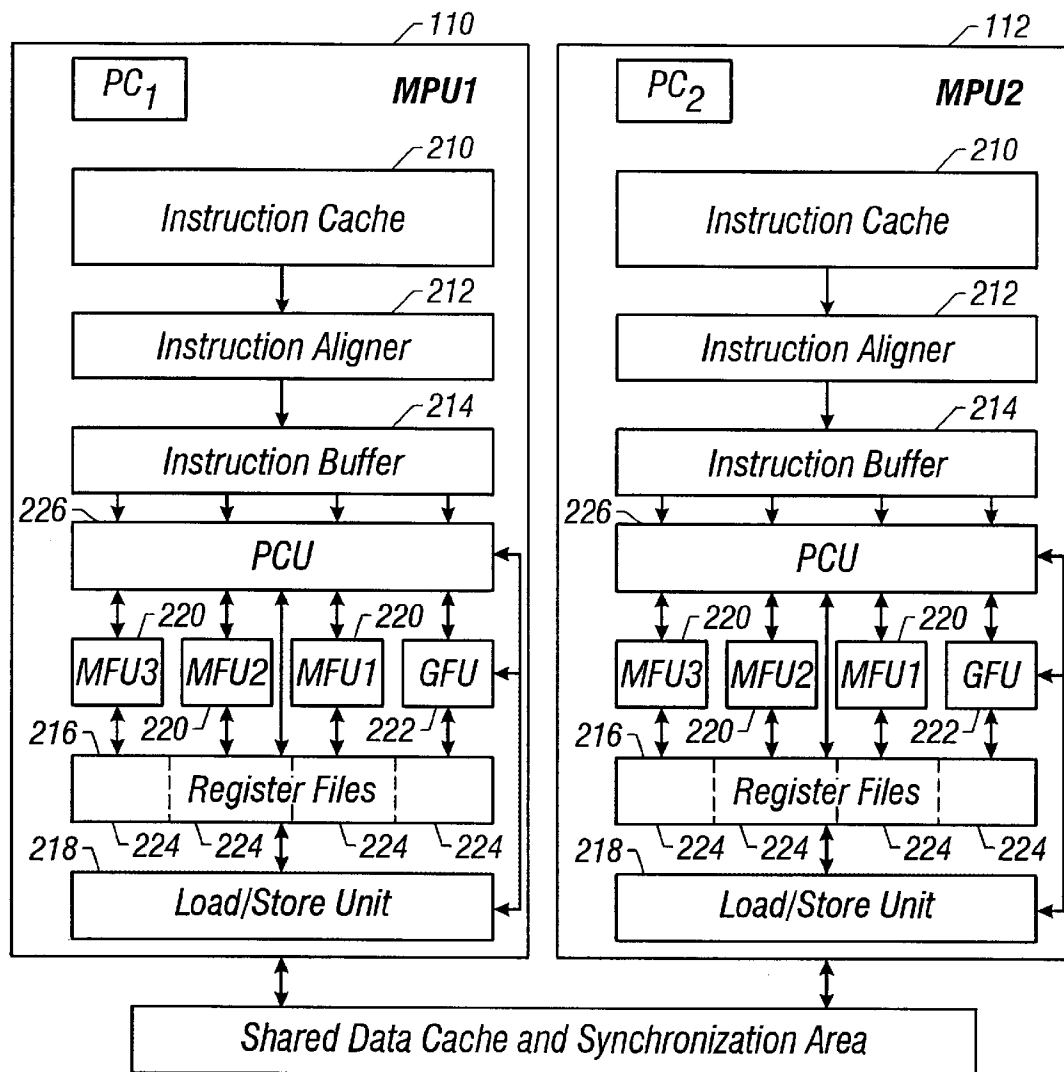 110
112
PC1
MPU1
PC2
MPU2
210
210
Instruction Cache
Instruction Cache
212
212
Instruction Aligner
Instruction Aligner
214
214
Instruction Buffer
Instruction Buffer
226
226
PCU
PCU
220
220
220
220
MFU3
MFU2
MFU1
GFU
MFU3
MFU2
MFU1
GFU
216
220
222
216
220
222
Register Files
Register Files
218
224
224
224
224
218
224
224
224
224
Load/Store Unit
Load/Store Unit
Shared Data Cache and Synchronization Area